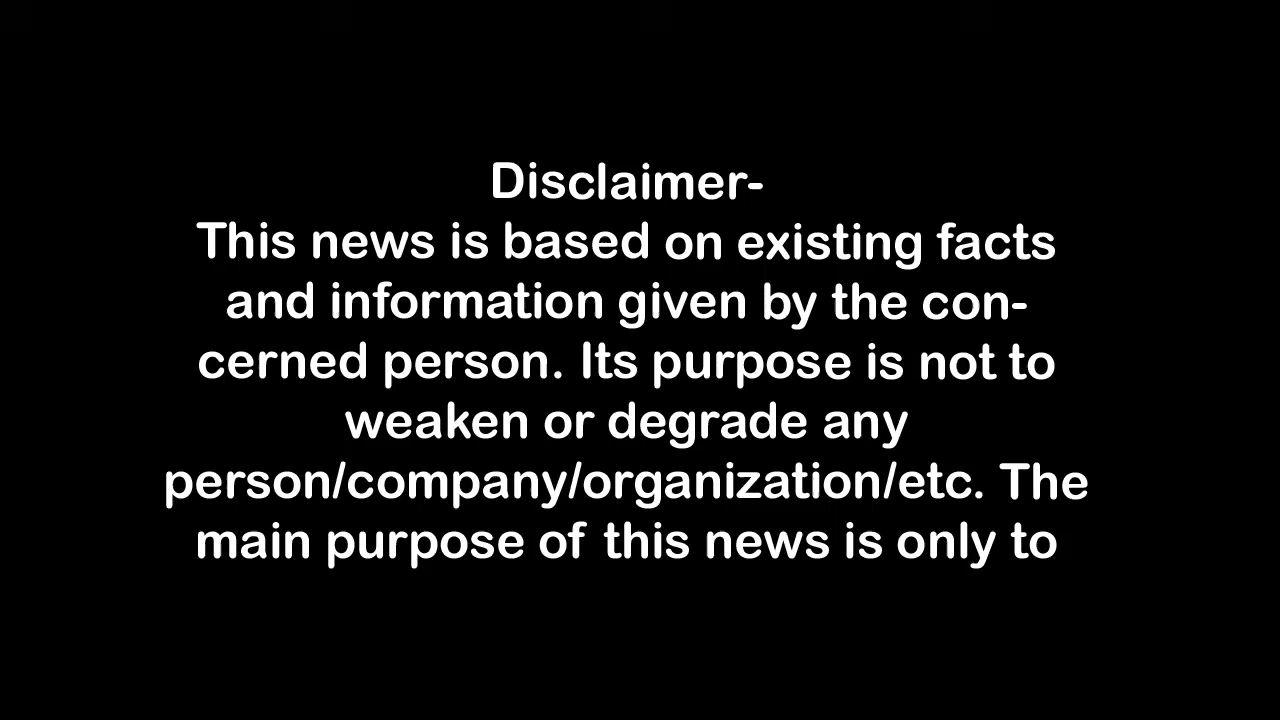 Disclaimer-
This news is based on existing facts
and information given by the con-
cerned person. Its purpose is not to
weaken or degrade any
person/company/organization/etc. The
main purpose of this news is only to